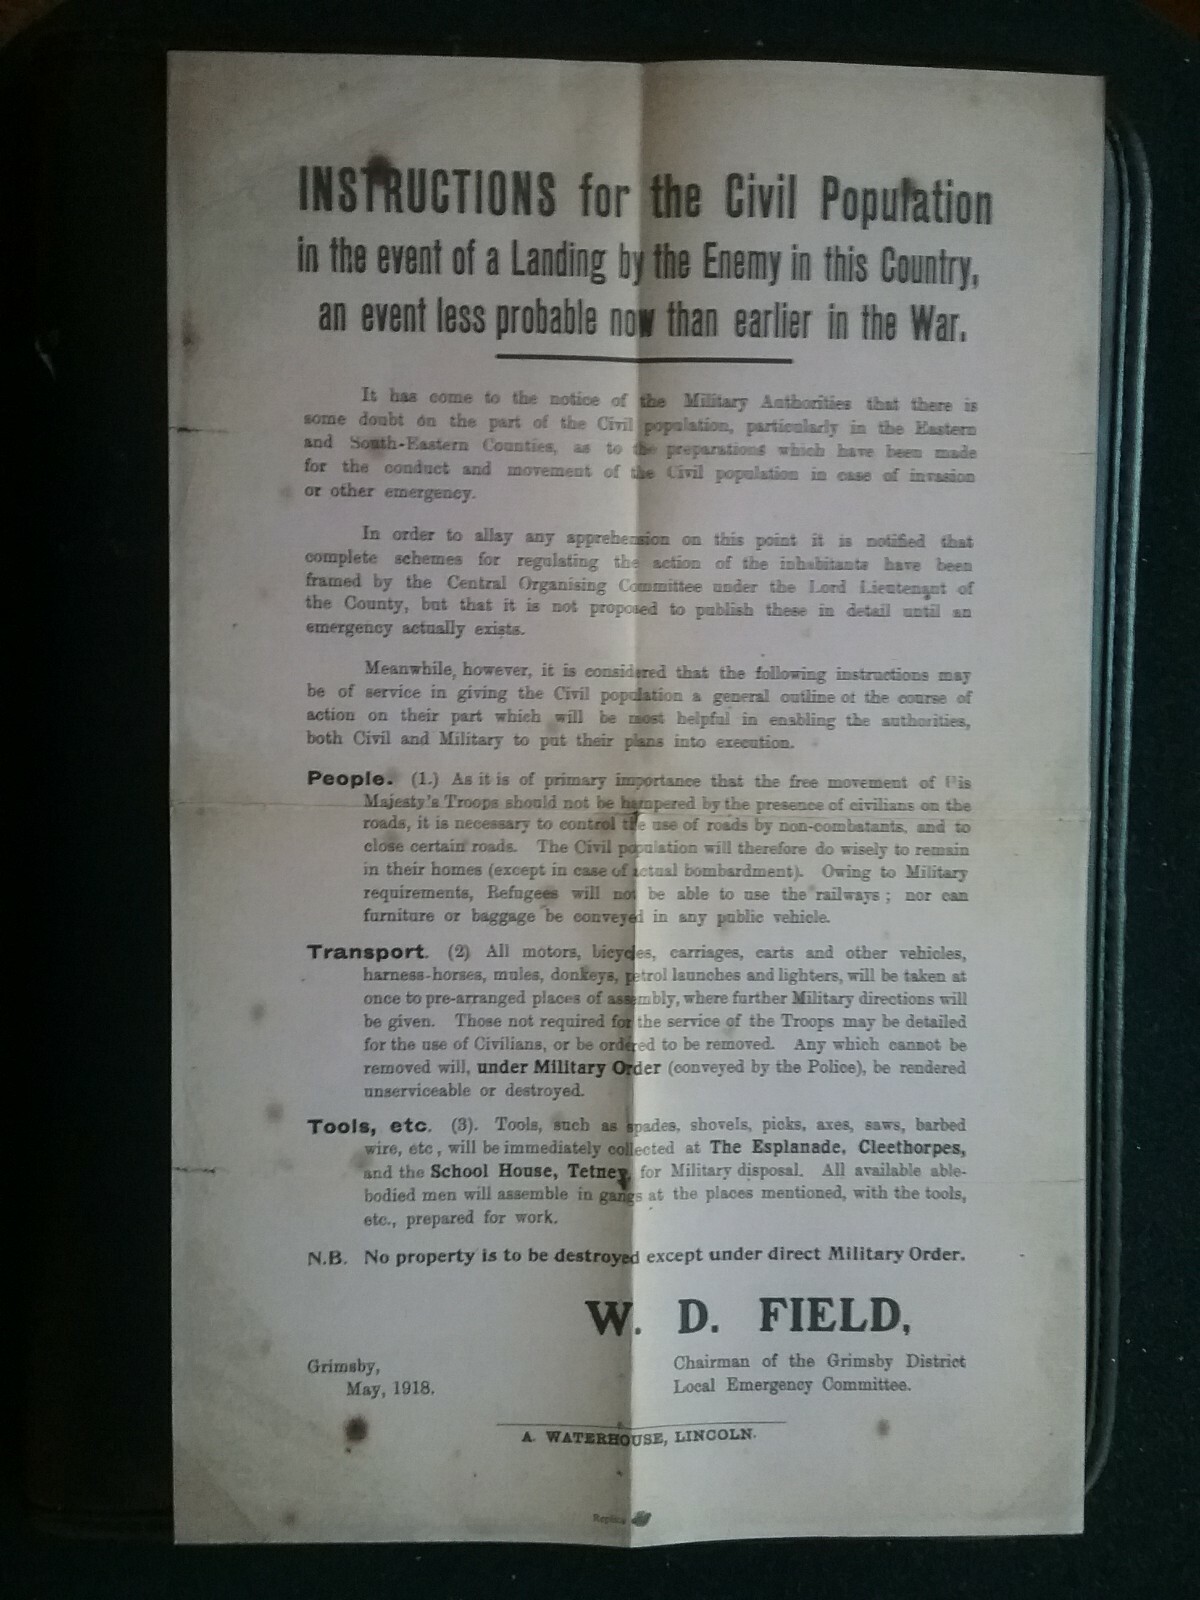 INSTRUCTIONS for the Civil Population
in the event of a Landing by the Enemy in this Country,
an event less probable now than earlier in the War.
It has come to the notice of the Military Authorities that there is
some doubt on the part of the Civil population, particularly in the Eastern
and South-Eastern Counties, as to the preparations which have been made
for the conduct and movement of the Civil population in case of invasion
or other emergency.
In order to allay any apprehension on this point it is notified that
complete schemes for regulating the action of the inhabitants have been
framed by the Central Organising Committee under the Lord Lieutenant of
the County, but that it is not proposed to publish these in detail until an
emergency actually exists.
Meanwhile, however, it is considered that the following instructions may
be of service in giving the Civil population a general outline of the course of
action on their part which will be most helpful in enabling the authorities,
both Civil and Military to put their plans into execution.
People. (1.) As it is of primary importance that the free movement of His
Majesty's Troops should not be hampered by the presence of civilians on the
roads, it is necessary to control the use of roads by non-combatants, and to
close certain roads. The Civil population will therefore do wisely to remain
in their homes (except in case of actual bombardment). Owing to Military
requirements, Refugees will not be able to use the railways; nor can
furniture or baggage be conveyed in any public vehicle.
Transport. (2) All motors, bicycles, carriages, carts and other vehicles,
harness-horses, mules, donkeys, petrol launches and lighters, will be taken at
once to pre-arranged places of assembly, where further Military directions will
be given. Those not required for the service of the Troops may be detailed
for the use of Civilians, or be ordered to be removed. Any which cannot be
removed will, under Military Order (conveyed by the Police), be rendered
unserviceable or destroyed.
Tools, etc. (3). Tools, such as spades, shovels, picks, axes, saws, barbed
wire, etc, will be immediately collected at The Esplanade, Cleethorpes,
and the School House, Tetney, for Military disposal. All available able-
bodied men will assemble in gangs at the places mentioned, with the tools,
etc., prepared for work.
N.B. No property is to be destroyed except under direct Military Order.
W. D. FIELD,
Grimsby,
May, 1918.
Chairman of the Grimsby District
Local Emergency Committee.
A. WATERHOUSE, LINCOLN.
Replica